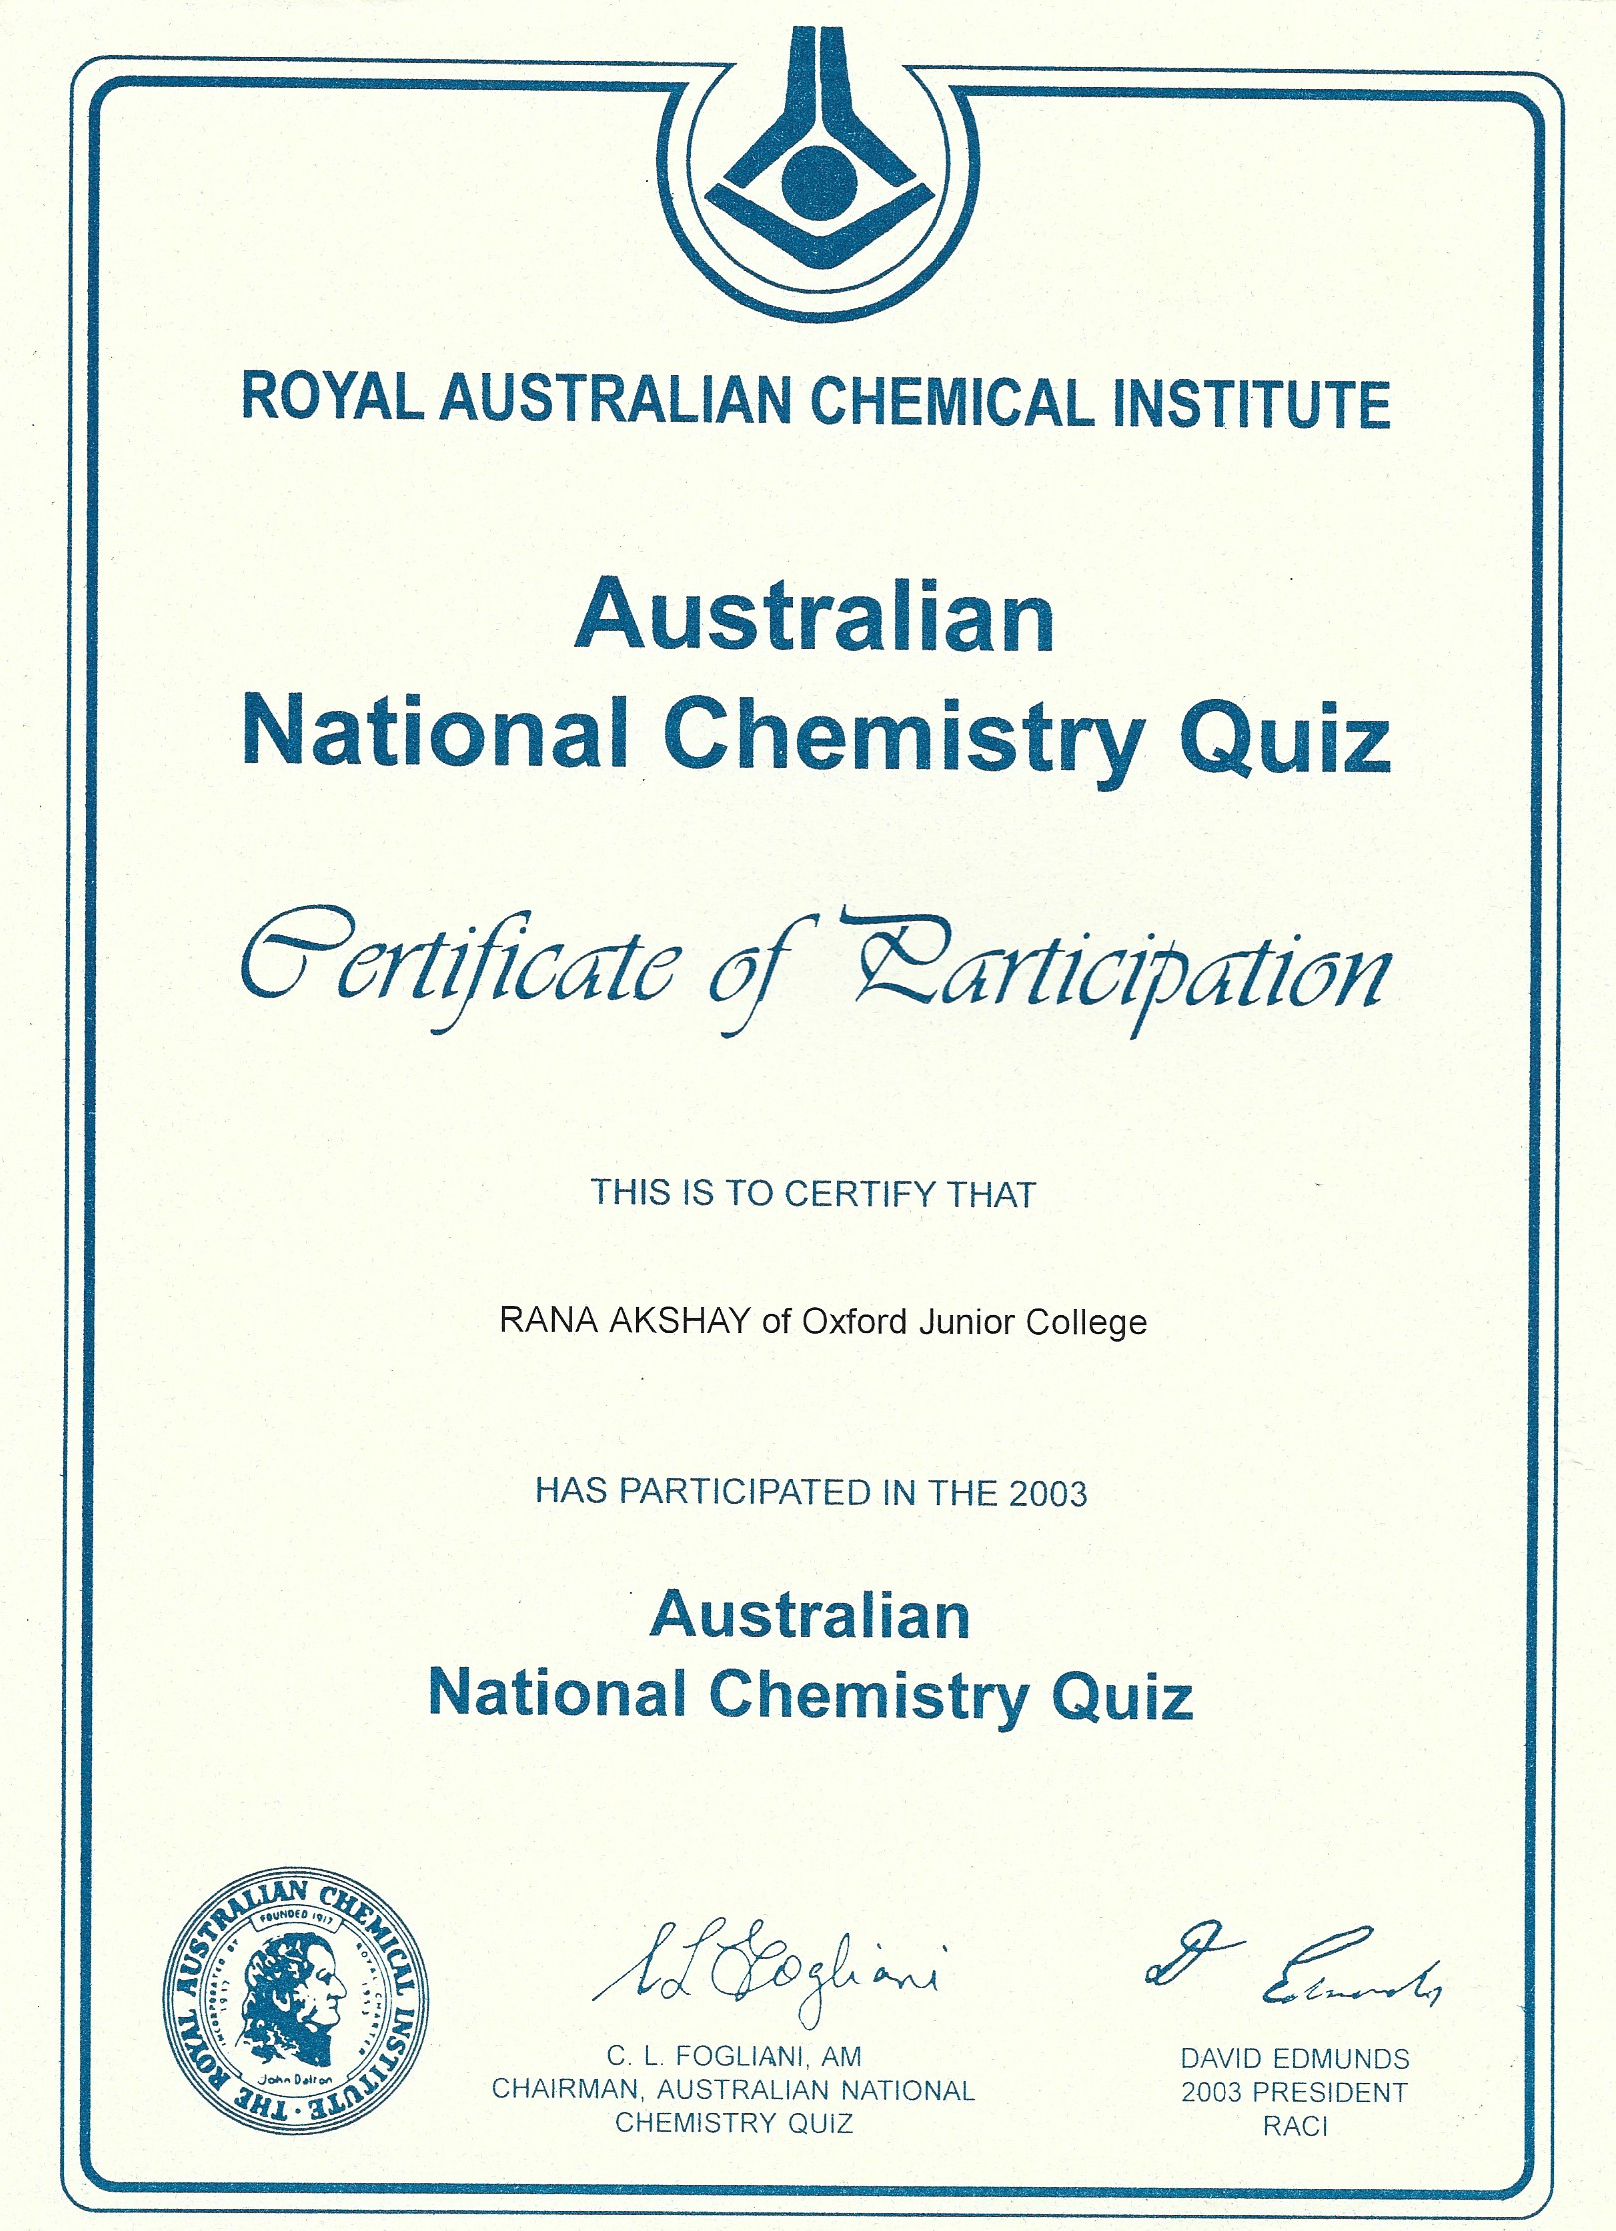 ROYAL AUSTRALIAN CHEMICAL INSTITUTE
Australian
National Chemistry Quiz
Certificate of Participation
THIS IS TO CERTIFY THAT
RANA AKSHAY of Oxford Junior College
HAS PARTICIPATED IN THE 2003
Australian
National Chemistry Quiz
THE ROYAL AUSTRALIAN CHEMICAL INSTITUTE
FOUNDED 1917
INCORPORATED BY ROYAL CHARTER
1917 1953
John Dalton
C L Fogliani
D Edmunds
C. L. FOGLIANI, AM
CHAIRMAN, AUSTRALIAN NATIONAL
CHEMISTRY QUIZ
DAVID EDMUNDS
2003 PRESIDENT
RACI